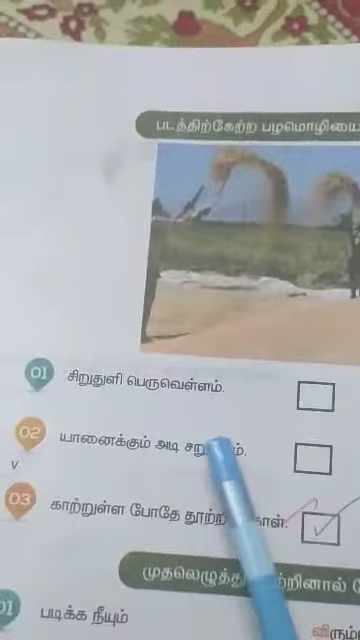 படத்திற்கேற்ற பழமொழியை
01 சிறுதுளி பெருவெள்ளம்.
02 யானைக்கும் அடி
v
03 காற்றுள்ள போதே
முதலெழுத்து
01 படிக்க நீயும்